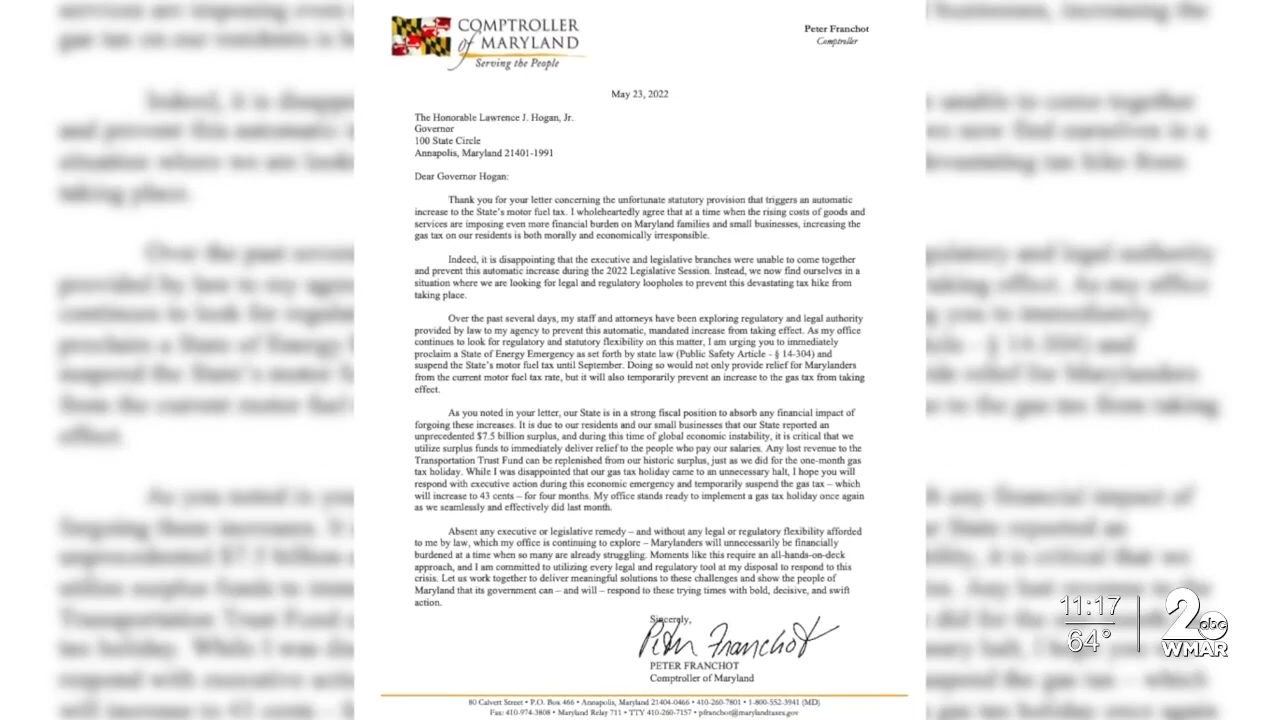 COMPTROLLER
of MARYLAND
Serving the People
Peter Franchot
Comptroller
May 23, 2022
The Honorable Lawrence J. Hogan, Jr.
Governor
100 State Circle
Annapolis, Maryland 21401-1991
Dear Governor Hogan:
Thank you for your letter concerning the unfortunate statutory provision that triggers an automatic
increase to the State's motor fuel tax. I wholeheartedly agree that at a time when the rising costs of goods and
services are imposing even more financial burden on Maryland families and small businesses, increasing the
gas tax on our residents is both morally and economically irresponsible.
Indeed, it is disappointing that the executive and legislative branches were unable to come together
and prevent this automatic increase during the 2022 Legislative Session. Instead, we now find ourselves in a
situation where we are looking for legal and regulatory loopholes to prevent this devastating tax hike from
taking place.
Over the past several days, my staff and attorneys have been exploring regulatory and legal authority
provided by law to my agency to prevent this automatic, mandated increase from taking effect. As my office
continues to look for regulatory and statutory flexibility on this matter, I am urging you to immediately
proclaim a State of Energy Emergency as set forth by state law (Public Safety Article - § 14-304) and
suspend the State's motor fuel tax until September. Doing so would not only provide relief for Marylanders
from the current motor fuel tax rate, but it will also temporarily prevent an increase to the gas tax from taking
effect.
As you noted in your letter, our State is in a strong fiscal position to absorb any financial impact of
forgoing these increases. It is due to our residents and our small businesses that our State reported an
unprecedented $7.5 billion surplus, and during this time of global economic instability, it is critical that we
utilize surplus funds to immediately deliver relief to the people who pay our salaries. Any lost revenue to the
Transportation Trust Fund can be replenished from our historic surplus, just as we did for the one-month gas
tax holiday. While I was disappointed that our gas tax holiday came to an unnecessary halt, I hope you will
respond with executive action during this economic emergency and temporarily suspend the gas tax – which
will increase to 43 cents – for four months. My office stands ready to implement a gas tax holiday once again
as we seamlessly and effectively did last month.
Absent any executive or legislative remedy – and without any legal or regulatory flexibility afforded
to me by law, which my office is continuing to explore – Marylanders will unnecessarily be financially
burdened at a time when so many are already struggling. Moments like this require an all-hands-on-deck
approach, and I am committed to utilizing every legal and regulatory tool at my disposal to respond to this
crisis. Let us work together to deliver meaningful solutions to these challenges and show the people of
Maryland that its government can – and will – respond to these trying times with bold, decisive, and swift
action.
Sincerely,
Peter Franchot
PETER FRANCHOT
Comptroller of Maryland
80 Calvert Street • P.O. Box 466 • Annapolis, Maryland 21404-0466 • 410-260-7801 • 1-800-552-3941 (MD)
Fax: 410-974-3808 • Maryland Relay 711 • TTY 410-260-7157 • pfranchot@marylandtaxes.gov
11:17
64°
2 abc
WMAR